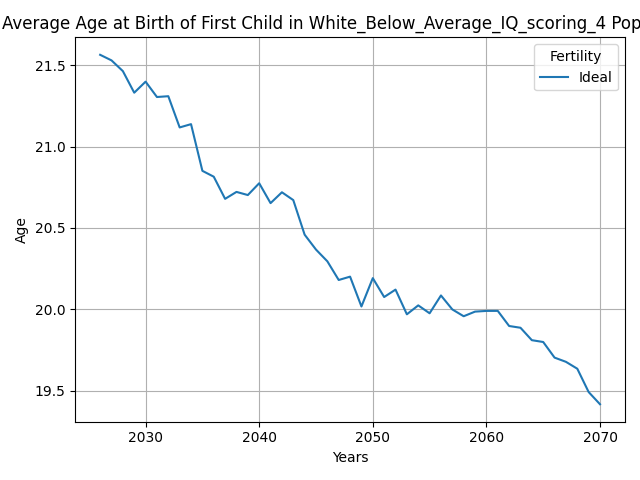 Average Age at Birth of First Child in White_Below_Average_IQ_scoring_4 Pop
Fertility
Ideal
21.5
21.0
20.5
20.0
19.5
Age
2030 2040 2050 2060 2070
Years